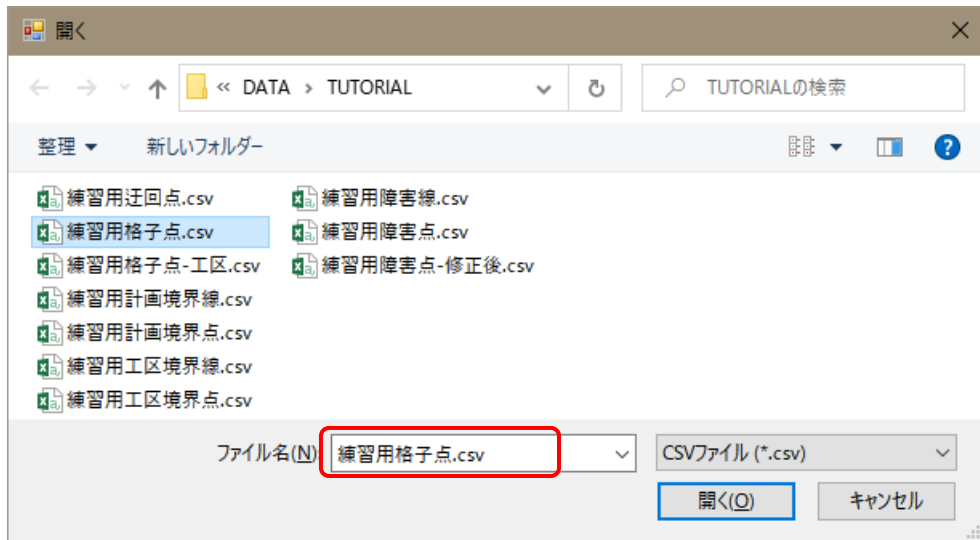 開く
« DATA › TUTORIAL
TUTORIALの検索
整理
新しいフォルダー
練習用迂回点.csv
練習用格子点.csv
練習用格子点-工区.csv
練習用計画境界線.csv
練習用計画境界点.csv
練習用工区境界線.csv
練習用工区境界点.csv
練習用障害線.csv
練習用障害点.csv
練習用障害点-修正後.csv
ファイル名(N):
練習用格子点.csv
CSVファイル (*.csv)
開く(O)
キャンセル